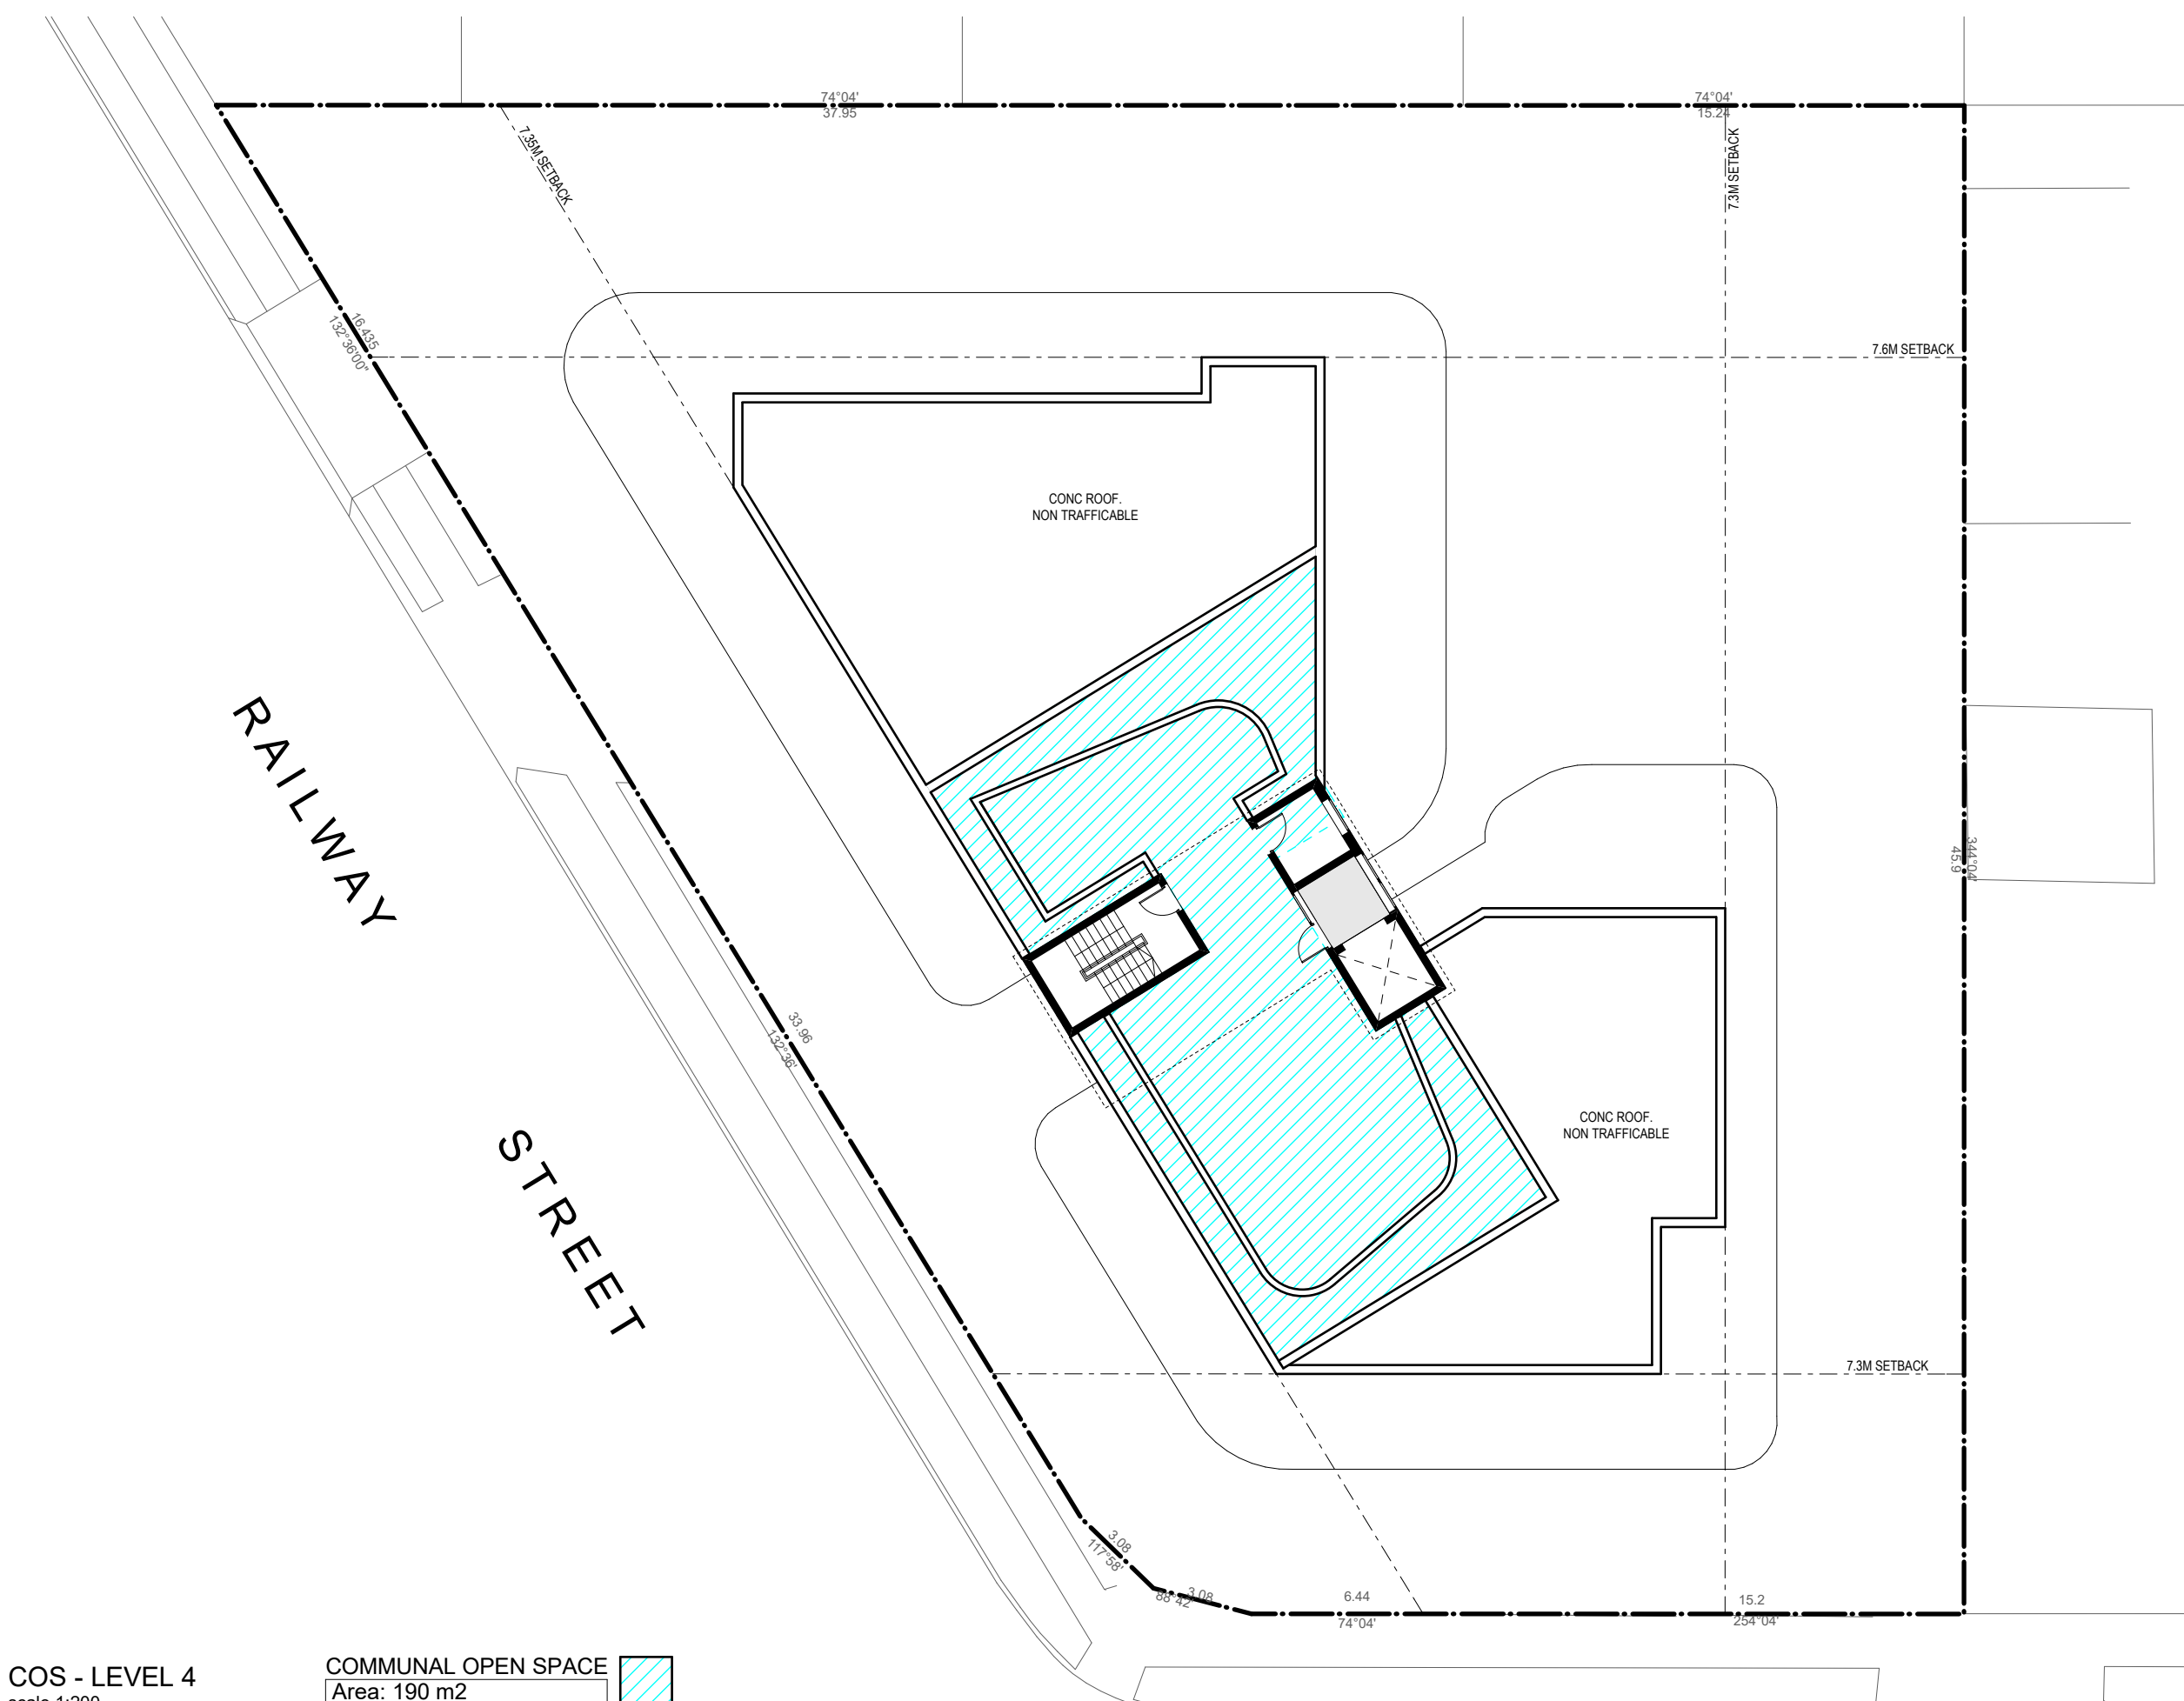 74°04'
37.95
74°04'
15.24
7.35M SETBACK
7.3M SETBACK
16.435
132°36'00"
7.6M SETBACK
CONC ROOF.
NON TRAFFICABLE
RAILWAY
STREET
344°04'
45.9
33.96
132°36'
CONC ROOF.
NON TRAFFICABLE
7.3M SETBACK
3.08
117°58'
3.08
88°42'
6.44
74°04'
15.2
254°04'
COS - LEVEL 4
scale 1:200
COMMUNAL OPEN SPACE
Area: 190 m2